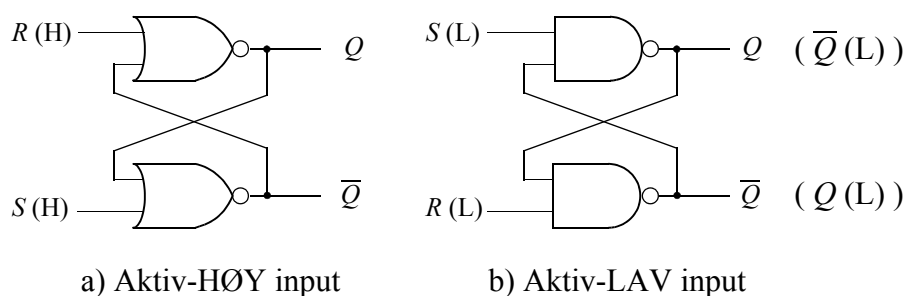 R (H)
Q
S (H)
Q̅
a) Aktiv-HØY input
S (L)
Q ( Q̅ (L) )
R (L)
Q̅ ( Q (L) )
b) Aktiv-LAV input